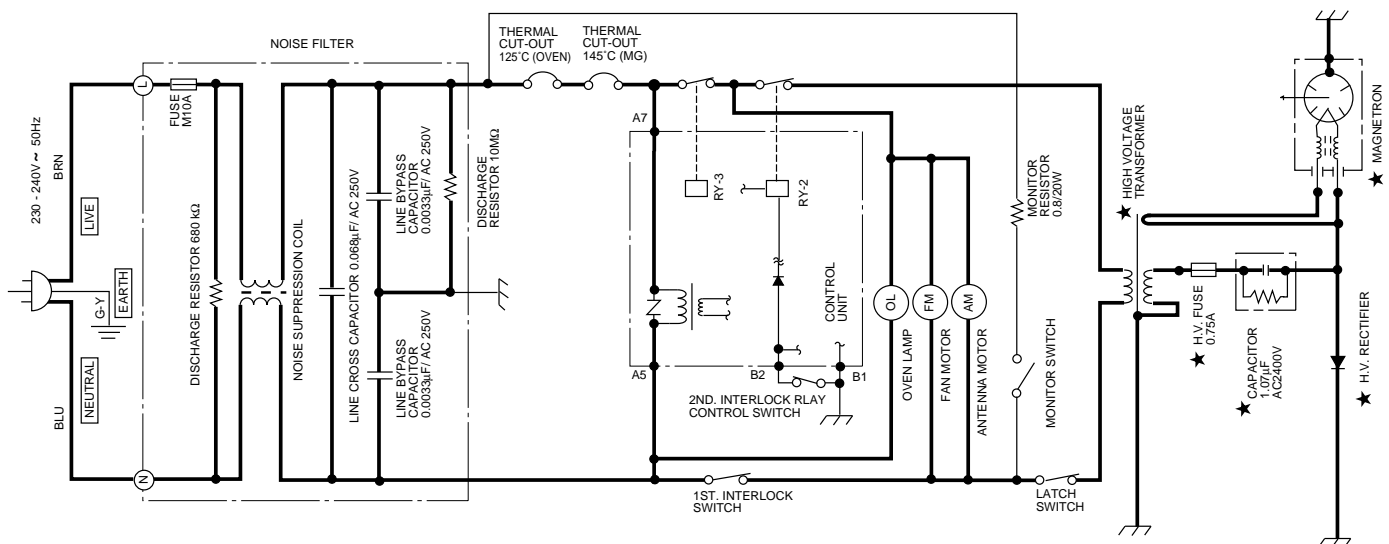 NOISE FILTER
THERMAL
CUT-OUT
125°C (OVEN)
THERMAL
CUT-OUT
145°C (MG)
230 - 240V ~ 50Hz
BRN
LIVE
L
FUSE
M10A
G-Y
EARTH
BLU
NEUTRAL
N
DISCHARGE RESISTOR 680 kΩ
NOISE SUPPRESSION COIL
LINE CROSS CAPACITOR 0.068µF/ AC 250V
LINE BYPASS
CAPACITOR
0.0033µF/ AC 250V
LINE BYPASS
CAPACITOR
0.0033µF/ AC 250V
DISCHARGE
RESISTOR 10MΩ
A7
RY-3
RY-2
A5
B2
B1
CONTROL
UNIT
2ND. INTERLOCK RLAY
CONTROL SWITCH
1ST. INTERLOCK
SWITCH
OL
OVEN LAMP
FM
FAN MOTOR
AM
ANTENNA MOTOR
MONITOR
RESISTOR
0.8/20W
MONITOR SWITCH
LATCH
SWITCH
★ HIGH VOLTAGE
TRANSFORMER
★ H.V. FUSE
0.75A
★ CAPACITOR
1.07µF
AC2400V
★ H.V. RECTIFIER
★ MAGNETRON